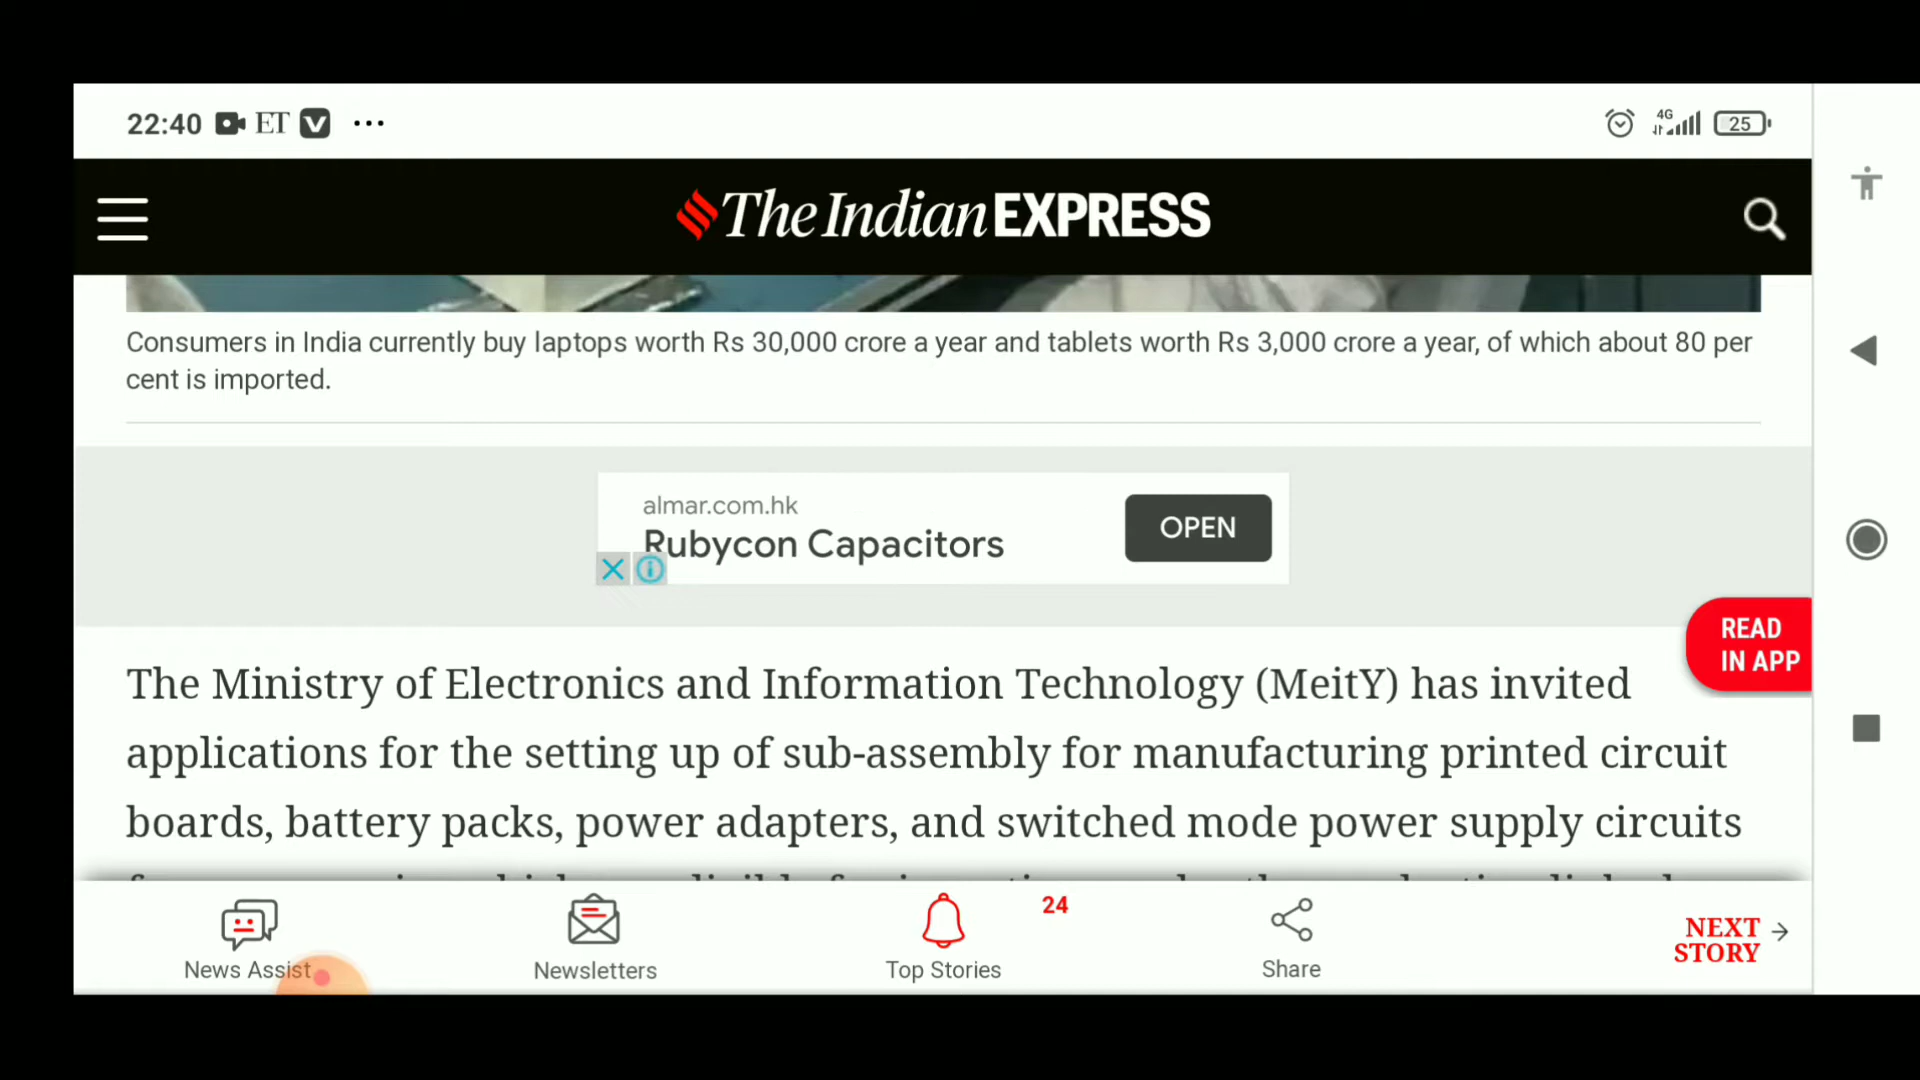 22:40 ET V ...
4G 25
The Indian EXPRESS
Consumers in India currently buy laptops worth Rs 30,000 crore a year and tablets worth Rs 3,000 crore a year, of which about 80 per
cent is imported.
almar.com.hk
Rubycon Capacitors
OPEN
READ
IN APP
The Ministry of Electronics and Information Technology (MeitY) has invited
applications for the setting up of sub-assembly for manufacturing printed circuit
boards, battery packs, power adapters, and switched mode power supply circuits
24
NEXT
STORY
News Assist
Newsletters
Top Stories
Share